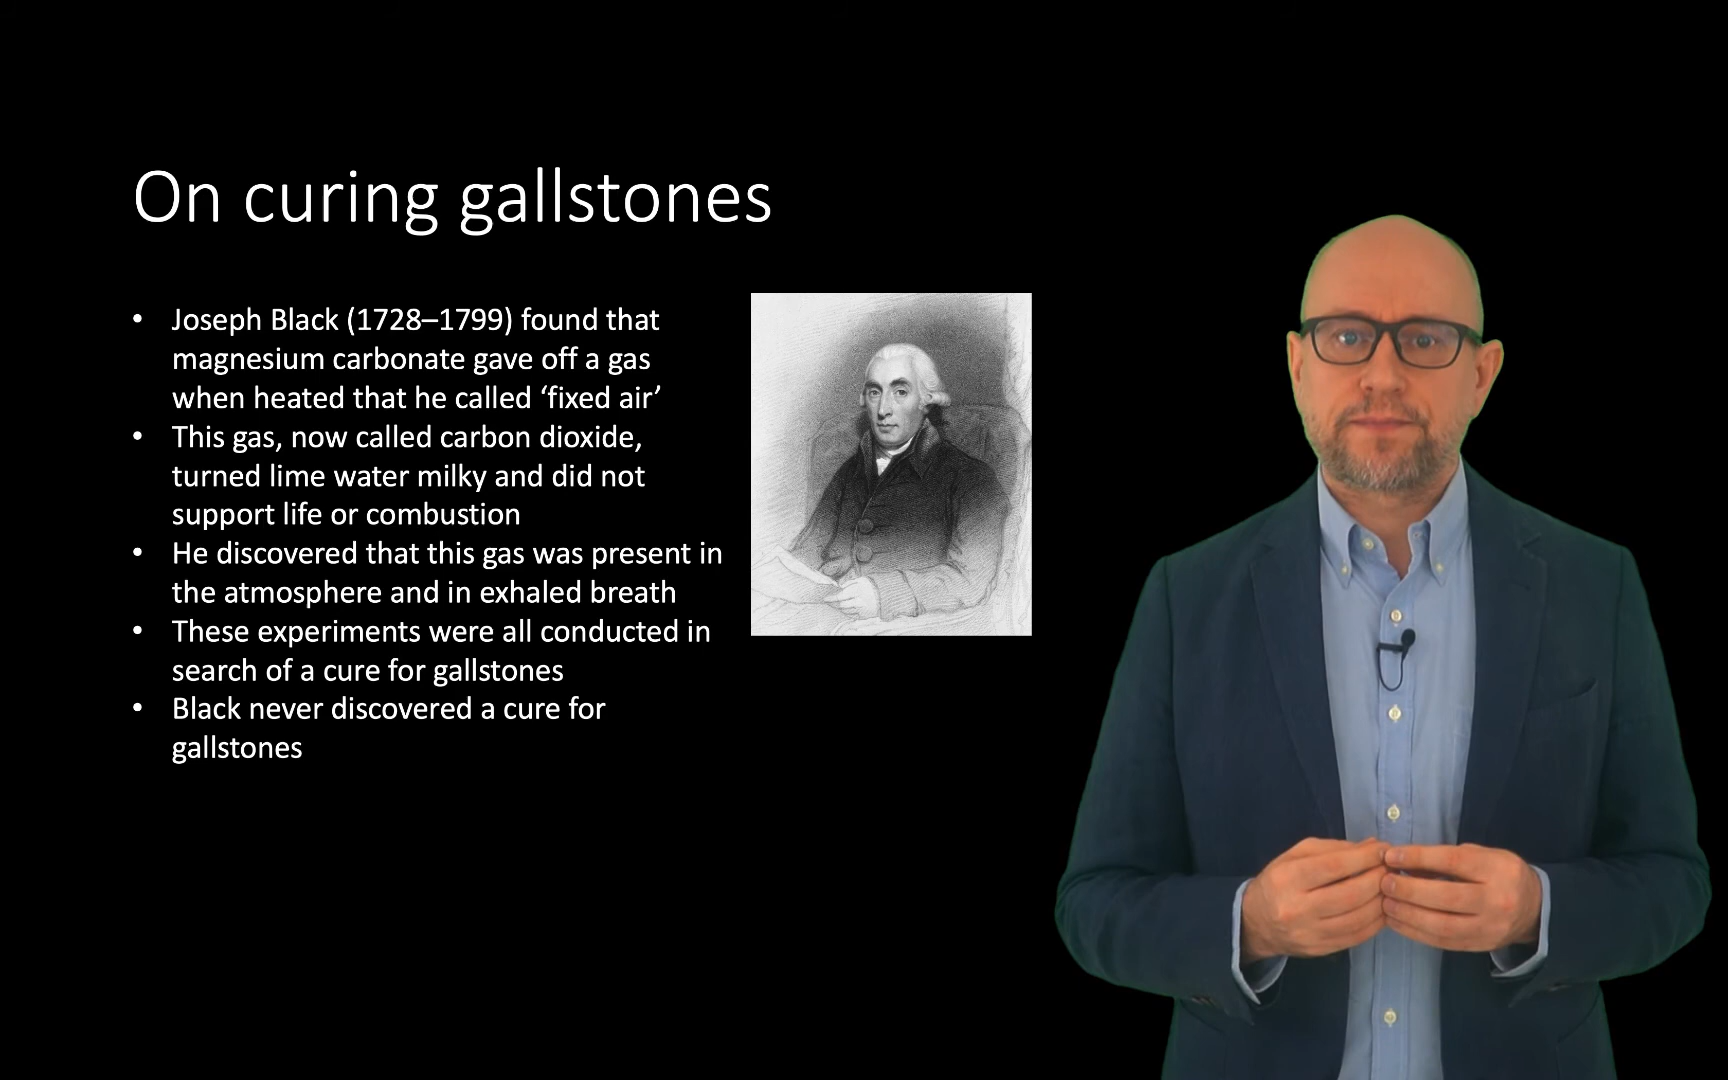 On curing gallstones
• Joseph Black (1728–1799) found that
magnesium carbonate gave off a gas
when heated that he called ‘fixed air’
• This gas, now called carbon dioxide,
turned lime water milky and did not
support life or combustion
• He discovered that this gas was present in
the atmosphere and in exhaled breath
• These experiments were all conducted in
search of a cure for gallstones
• Black never discovered a cure for
gallstones